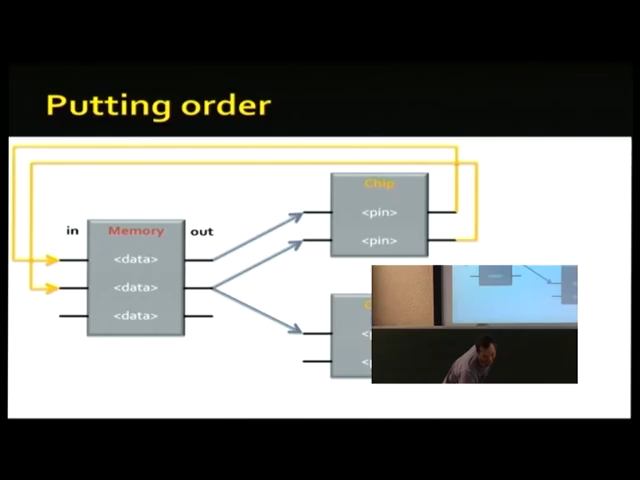 Putting order
Chip
in
Memory
out
<pin>
<pin>
<data>
<data>
<data>